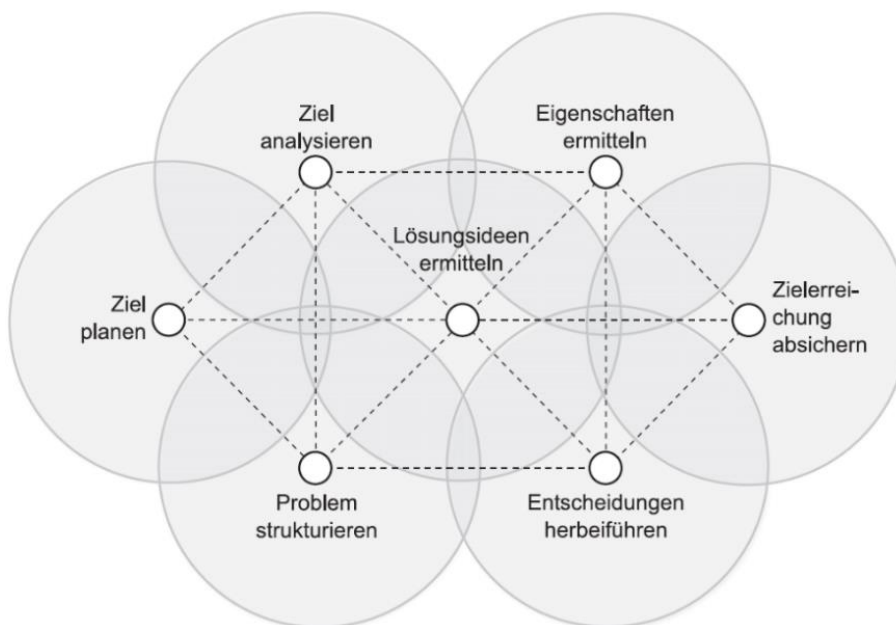 Ziel
analysieren
Eigenschaften
ermitteln
Lösungsideen
ermitteln
Ziel
planen
Zielerrei-
chung
absichern
Problem
strukturieren
Entscheidungen
herbeiführen